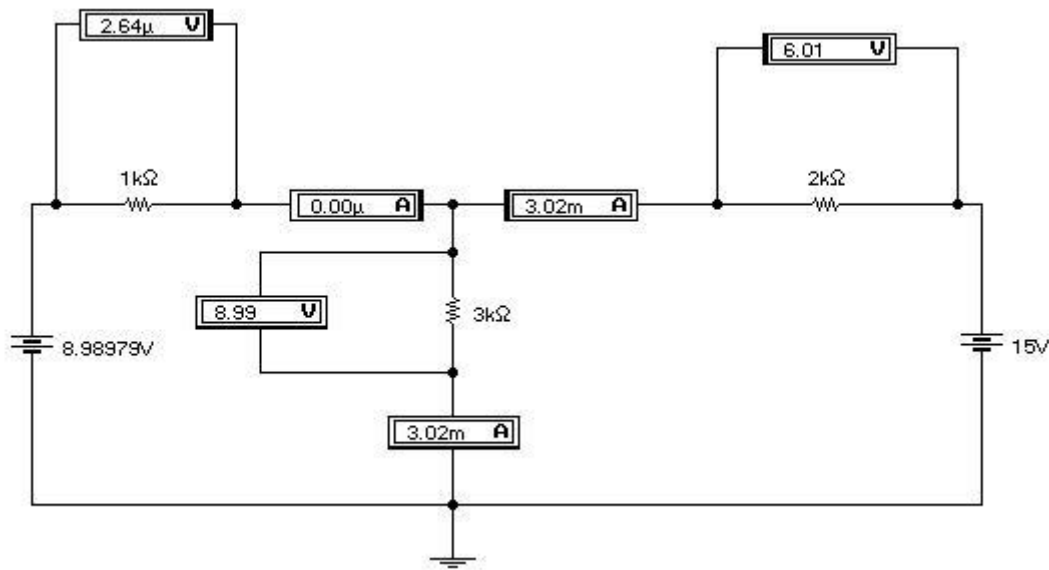 2.64µ V
6.01 V
1kΩ
2kΩ
0.00µ A
3.02m A
8.99 V
3kΩ
8.98979V
15V
3.02m A